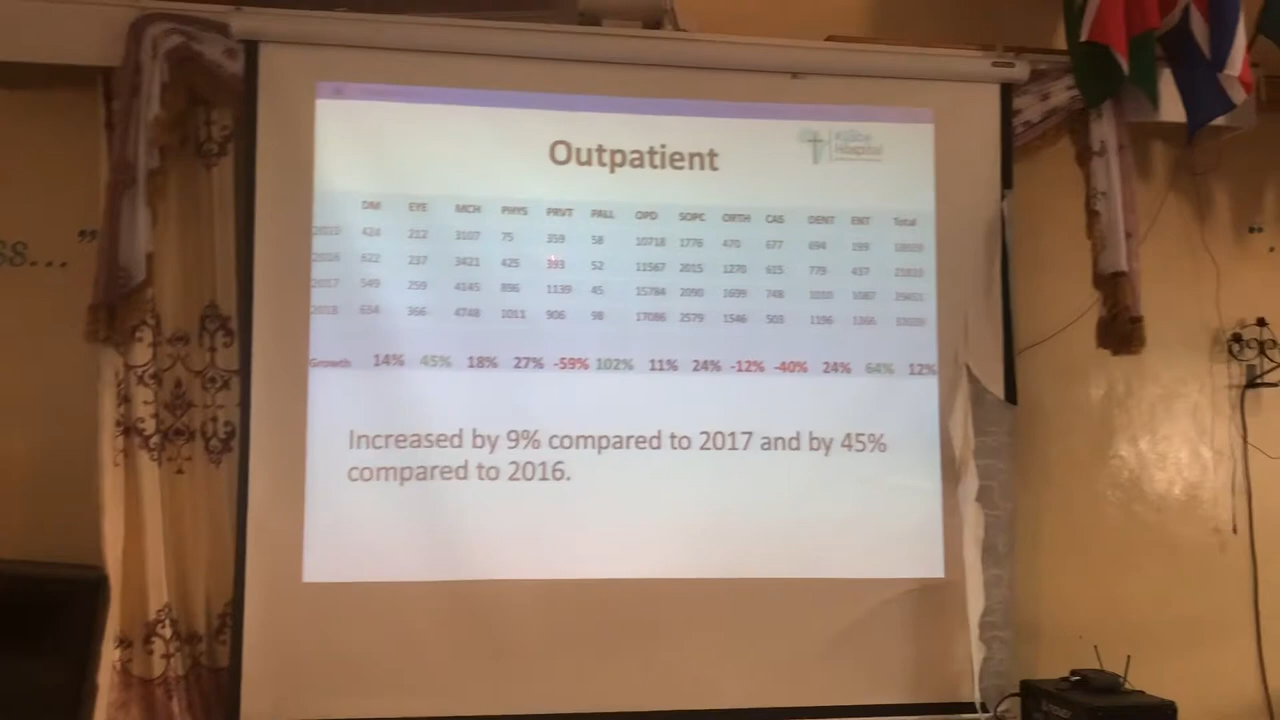 ss... ”
Kijabe
Hospital
Outpatient
DM EYE MCH PHYS PRVT PALL OPD SOPC ORTH CAS DENT ENT Total
2015 424 212 3107 75 359 58 10718 1776 470 677 694 199
2016 622 237 3421 425 393 52 11567 2015 1270 615 779 437
2017 549 259 4145 896 1139 45 15784 2090 1699 748 1010 1087
2018 634 366 4748 1011 906 98 17086 2579 1546 503 1196 1366
Growth 14% 45% 18% 27% -59% 102% 11% 24% -12% -40% 24% 64% 12%
Increased by 9% compared to 2017 and by 45%
compared to 2016.